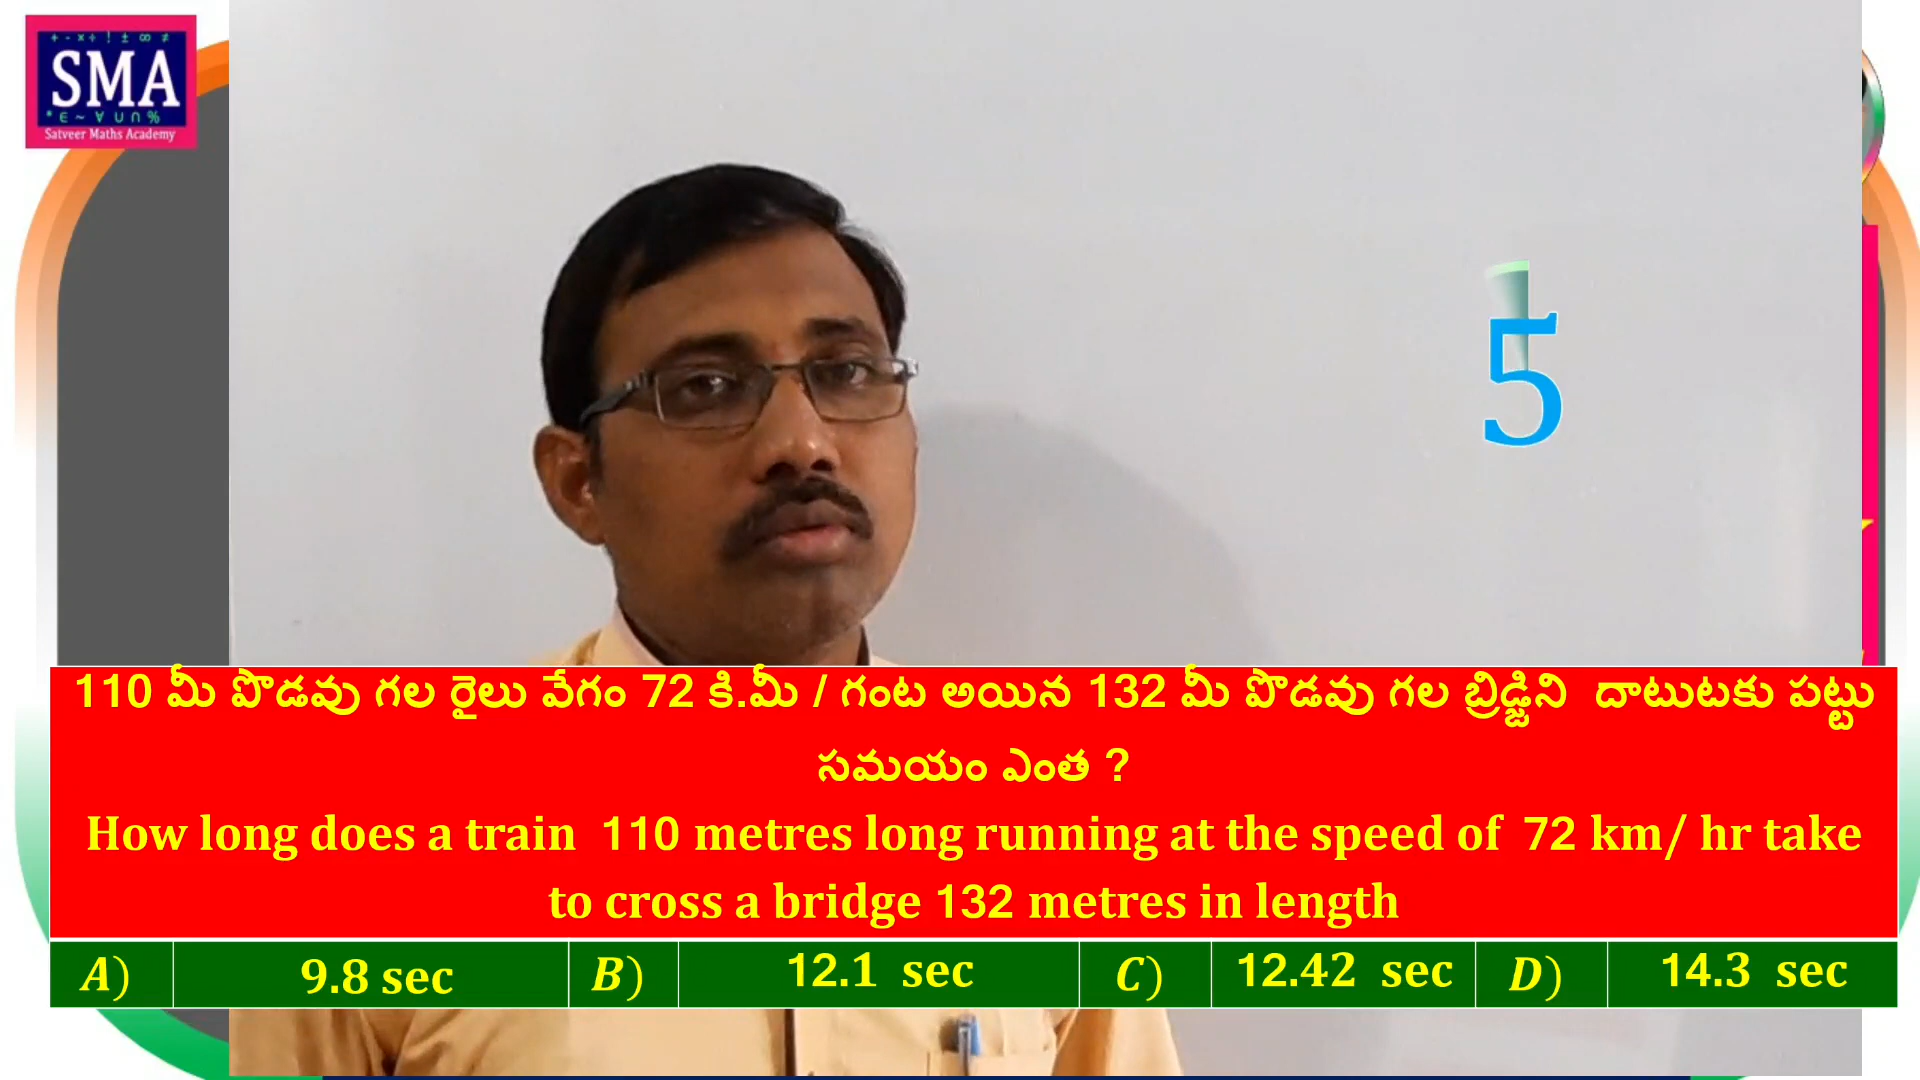 + - × ÷ ! ± ∞ ≠
SMA
* ∈ ~ ∀ ∪ ∩ %
Satveer Maths Academy
5
110 మీ పొడవు గల రైలు వేగం 72 కి.మీ / గంట అయిన 132 మీ పొడవు గల బ్రిడ్జిని దాటుటకు పట్టు
సమయం ఎంత ?
How long does a train 110 metres long running at the speed of 72 km/ hr take
to cross a bridge 132 metres in length
A) 9.8 sec B) 12.1 sec C) 12.42 sec D) 14.3 sec